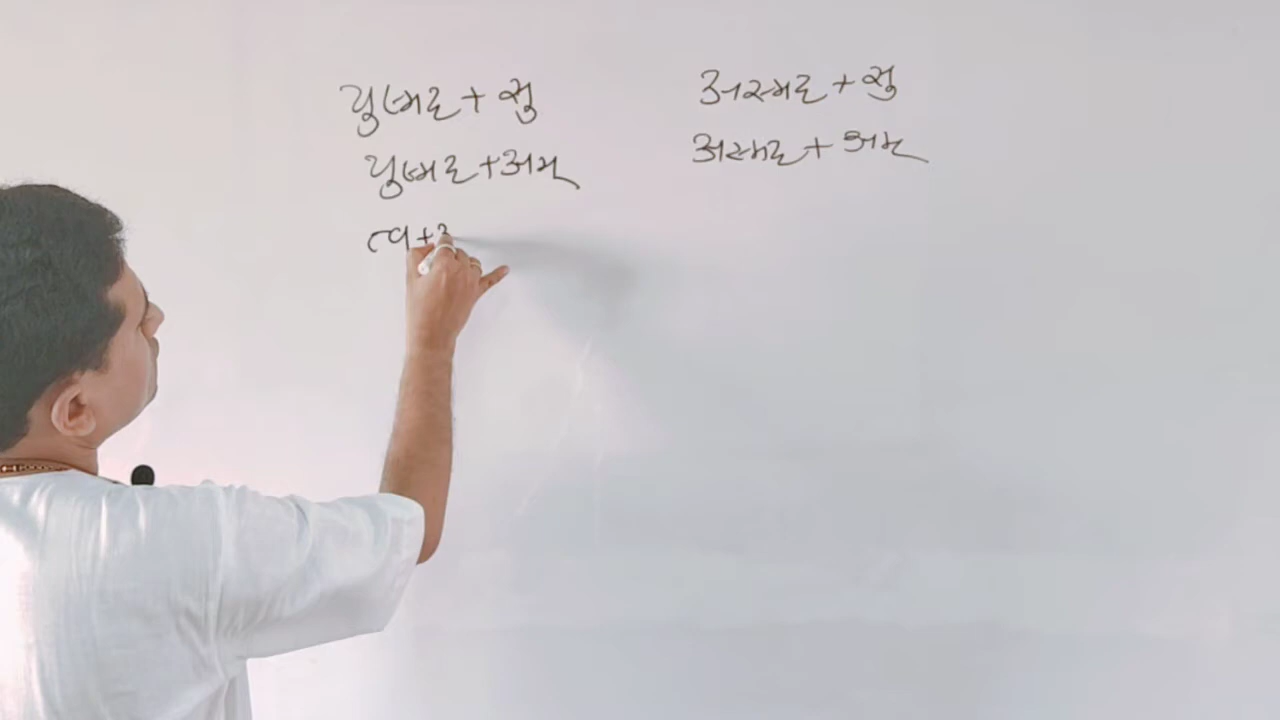 युष्मद् + सु
अस्मद् + सु
युष्मद् + अम्
अस्मद् + अम्
त्व +